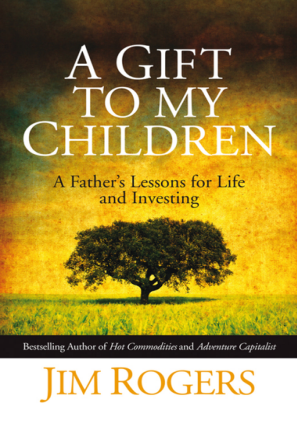 A GIFT
TO MY
CHILDREN
A Father's Lessons for Life
and Investing
Bestselling Author of Hot Commodities and Adventure Capitalist
JIM ROGERS